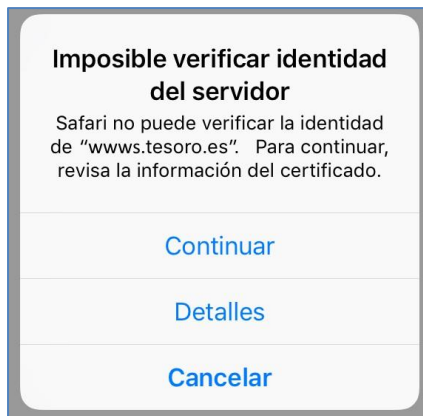 Imposible verificar identidad
del servidor
Safari no puede verificar la identidad
de “wwws.tesoro.es”. Para continuar,
revisa la información del certificado.
Continuar
Detalles
Cancelar